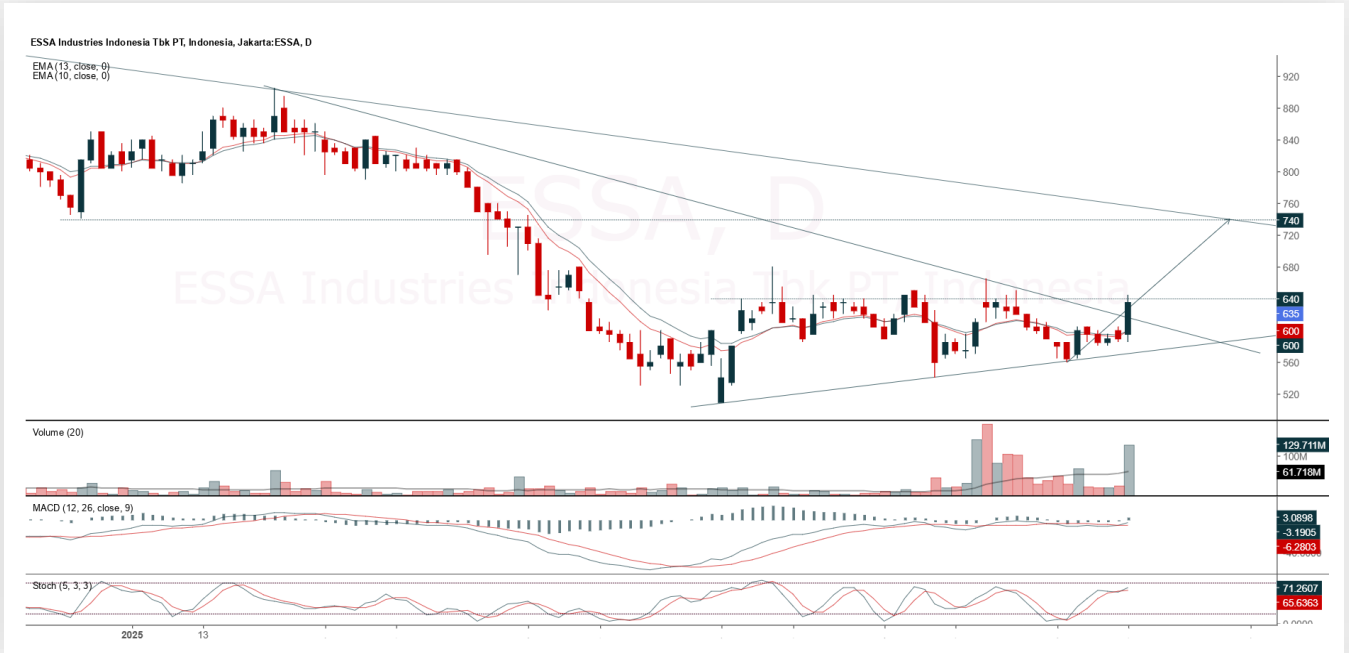 ESSA Industries Indonesia Tbk PT, Indonesia, Jakarta:ESSA, D
EMA (13, close, 0)
EMA (10, close, 0)
ESSA, D
ESSA Industries Indonesia Tbk PT, Indonesia
920
880
840
800
760
740
720
680
640
635
600
600
560
520
Volume (20)
129.711M
100M
61.718M
MACD (12, 26, close, 9)
3.0898
-3.1905
-6.2803
Stoch (5, 3, 3)
71.2607
65.6363
0.0000
2025
13